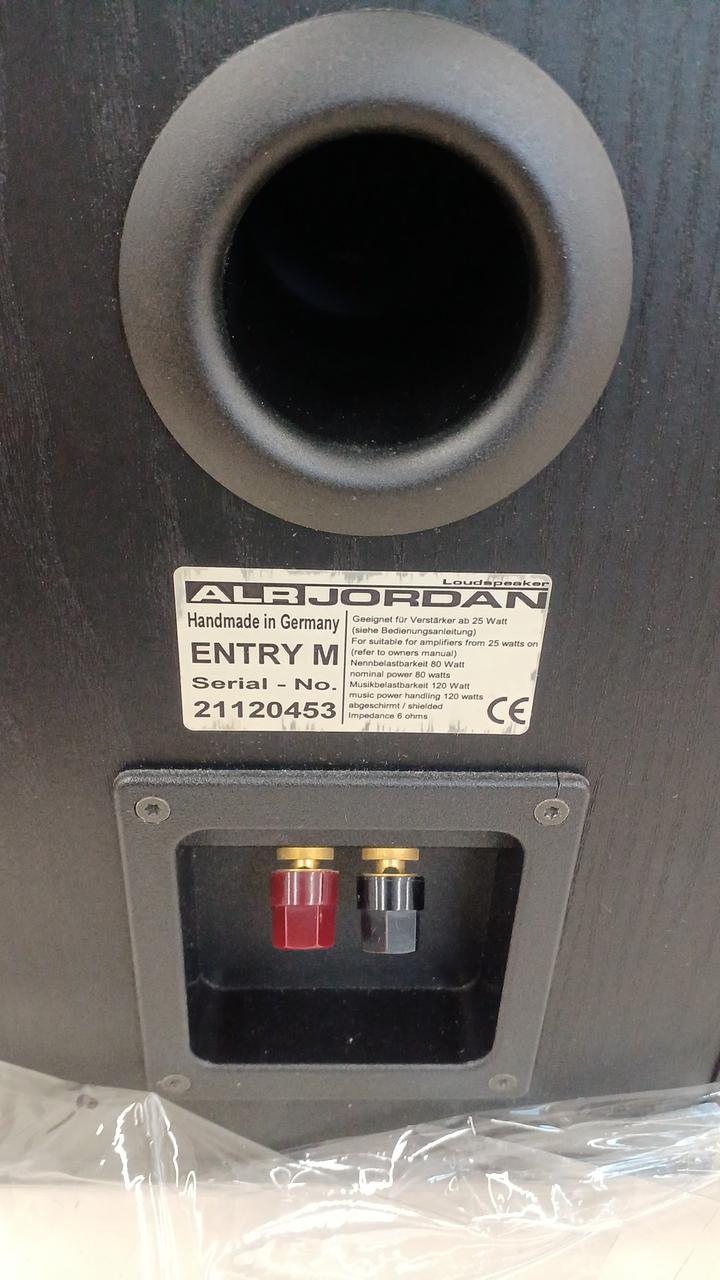 Loudspeaker
ALR JORDAN
Handmade in Germany
ENTRY M
Serial - No.
21120453
Geeignet für Verstärker ab 25 Watt
(siehe Bedienungsanleitung)
For suitable for amplifiers from 25 watts on
(refer to owners manual)
Nennbelastbarkeit 80 Watt
nominal power 80 watts
Musikbelastbarkeit 120 Watt
music power handling 120 watts
abgeschirmt / shielded
Impedance 6 ohms
CE